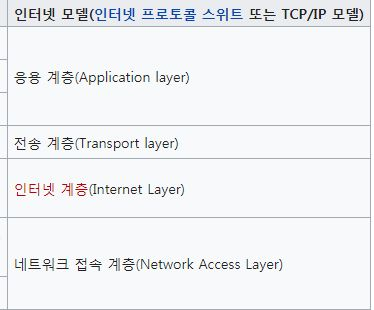 인터넷 모델(인터넷 프로토콜 스위트 또는 TCP/IP 모델)
응용 계층(Application layer)
전송 계층(Transport layer)
인터넷 계층(Internet Layer)
네트워크 접속 계층(Network Access Layer)